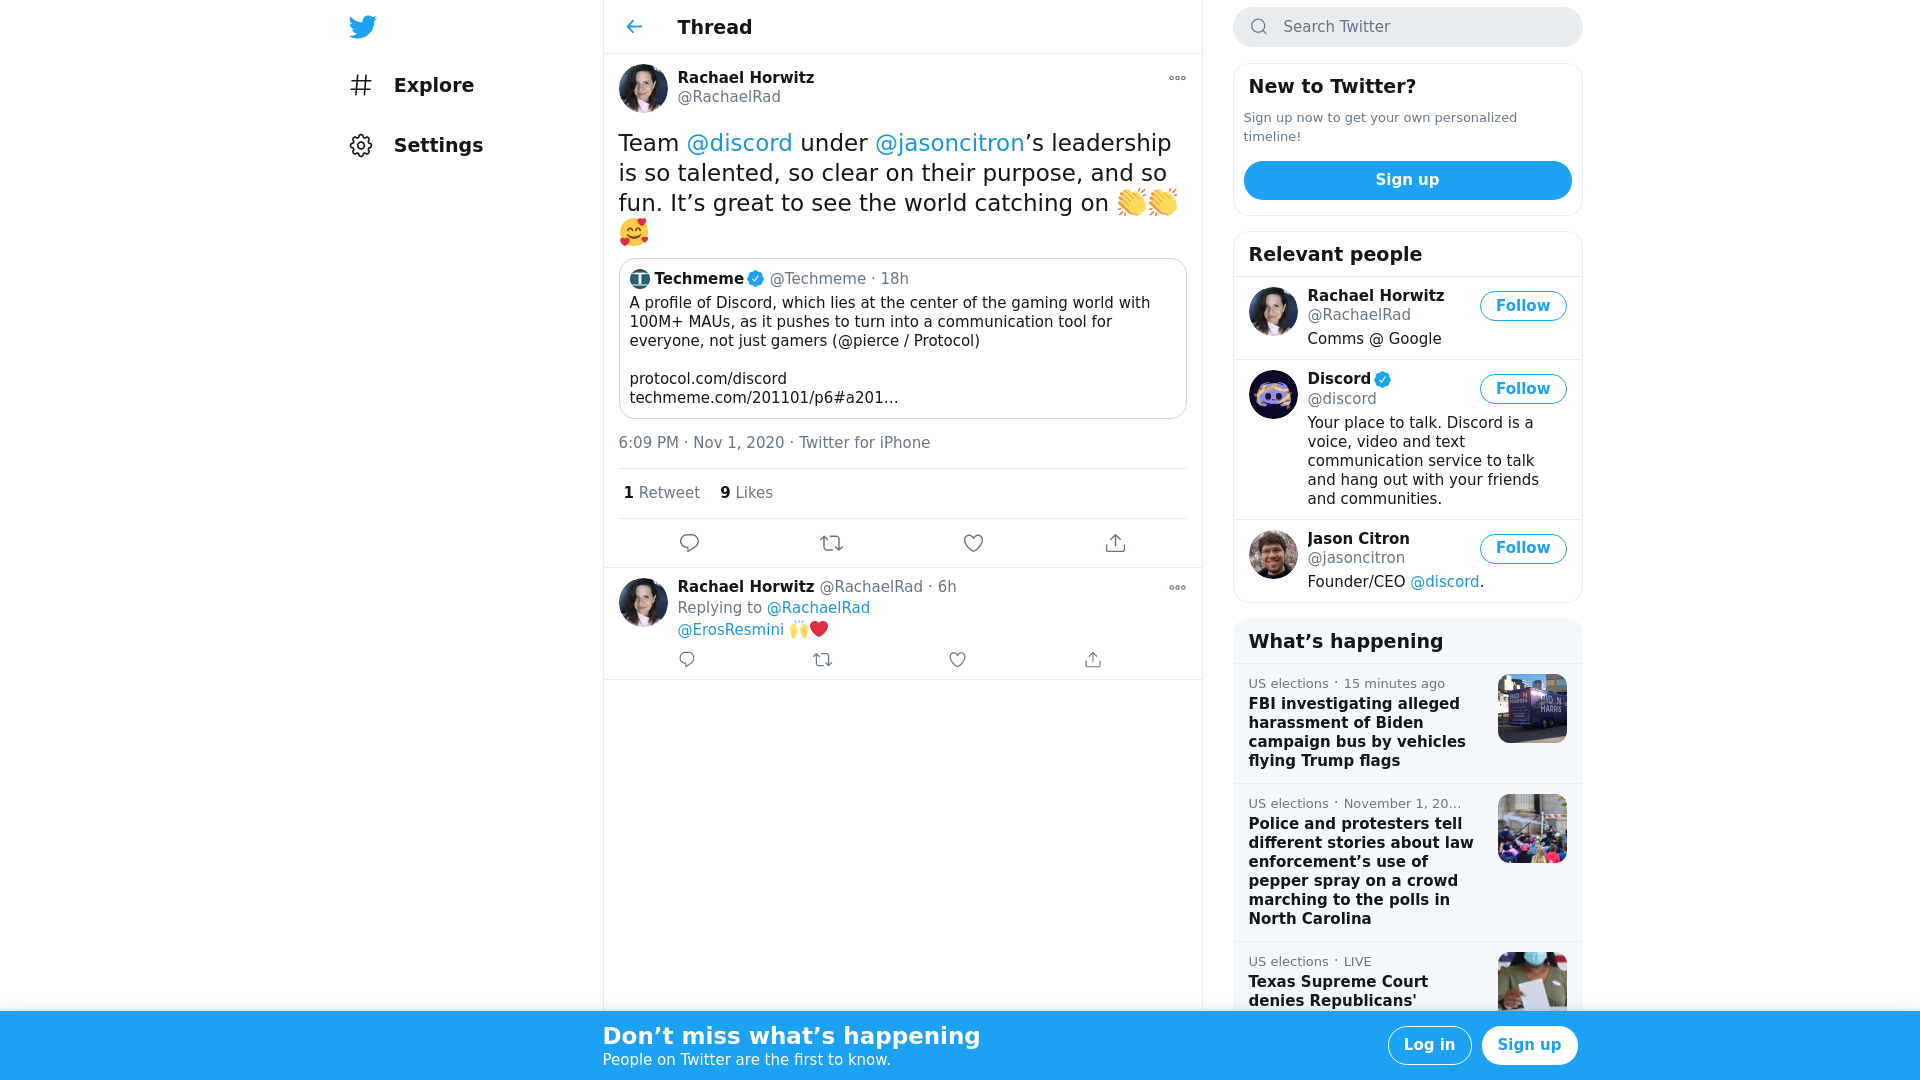 Explore
Settings
Thread
Rachael Horwitz
@RachaelRad
Team @discord under @jasoncitron’s leadership
is so talented, so clear on their purpose, and so
fun. It’s great to see the world catching on 👏👏
🥰
Techmeme @Techmeme · 18h
A profile of Discord, which lies at the center of the gaming world with
100M+ MAUs, as it pushes to turn into a communication tool for
everyone, not just gamers (@pierce / Protocol)
protocol.com/discord
techmeme.com/201101/p6#a201…
6:09 PM · Nov 1, 2020 · Twitter for iPhone
1 Retweet 9 Likes
Rachael Horwitz @RachaelRad · 6h
Replying to @RachaelRad
@ErosResmini 🙌❤️
Search Twitter
New to Twitter?
Sign up now to get your own personalized
timeline!
Sign up
Relevant people
Rachael Horwitz
@RachaelRad
Follow
Comms @ Google
Discord
@discord
Follow
Your place to talk. Discord is a
voice, video and text
communication service to talk
and hang out with your friends
and communities.
Jason Citron
@jasoncitron
Follow
Founder/CEO @discord.
What’s happening
US elections · 15 minutes ago
FBI investigating alleged
harassment of Biden
campaign bus by vehicles
flying Trump flags
US elections · November 1, 20…
Police and protesters tell
different stories about law
enforcement’s use of
pepper spray on a crowd
marching to the polls in
North Carolina
US elections · LIVE
Texas Supreme Court
denies Republicans'
Don’t miss what’s happening
People on Twitter are the first to know.
Log in
Sign up